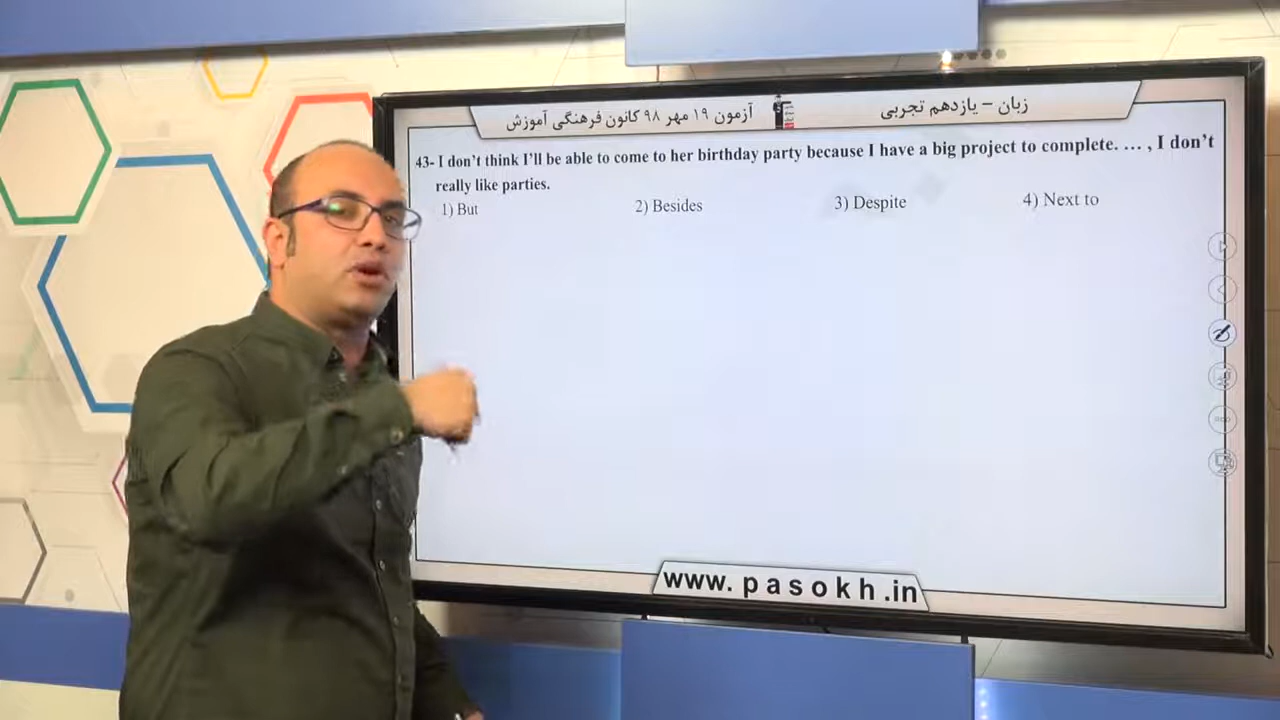 زبان – یازدهم تجربی
آزمون ۱۹ مهر ۹۸ کانون فرهنگی آموزش
43- I don't think I'll be able to come to her birthday party because I have a big project to complete. … , I don't
really like parties.
1) But 2) Besides 3) Despite 4) Next to
www. pasokh .in